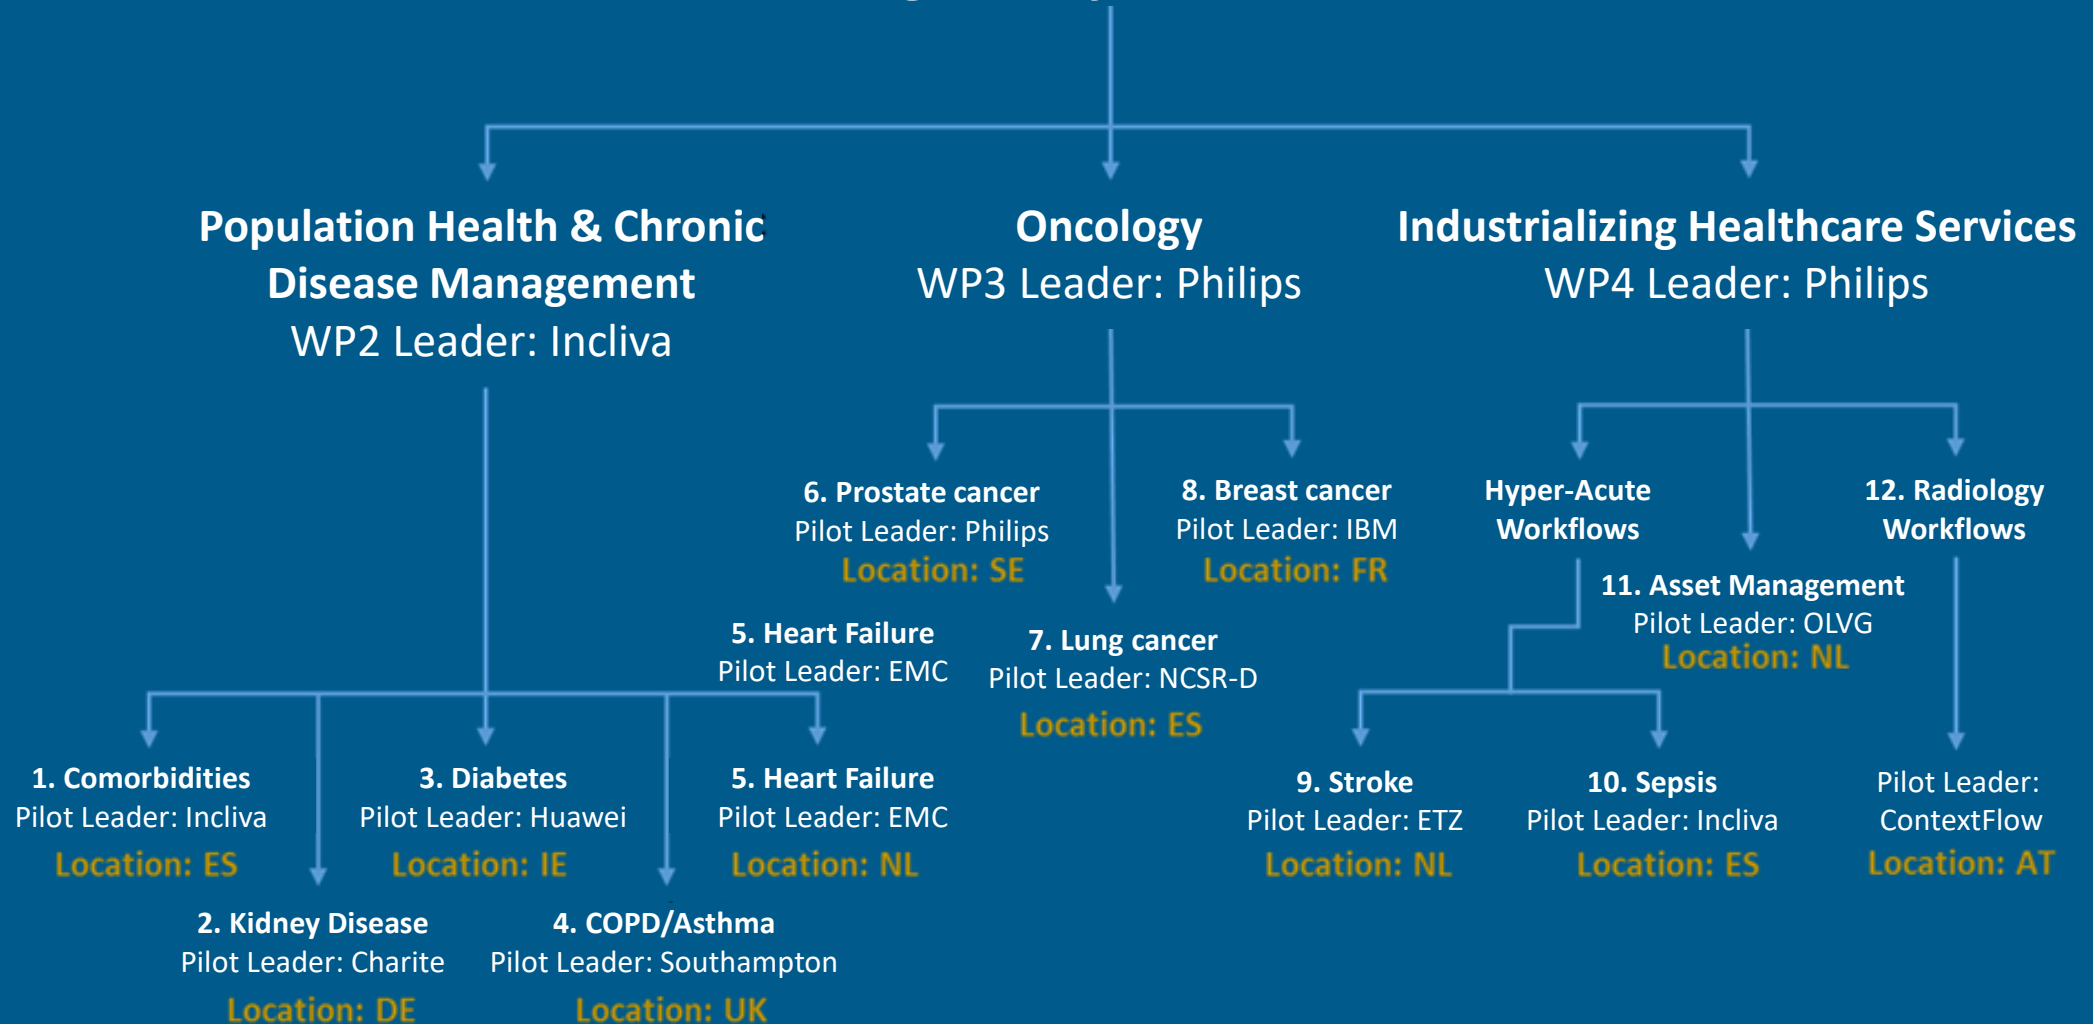 Population Health & Chronic
Disease Management
WP2 Leader: Incliva
Oncology
WP3 Leader: Philips
Industrializing Healthcare Services
WP4 Leader: Philips
6. Prostate cancer
Pilot Leader: Philips
Location: SE
8. Breast cancer
Pilot Leader: IBM
Location: FR
Hyper-Acute
Workflows
12. Radiology
Workflows
11. Asset Management
Pilot Leader: OLVG
Location: NL
5. Heart Failure
Pilot Leader: EMC
7. Lung cancer
Pilot Leader: NCSR-D
Location: ES
1. Comorbidities
Pilot Leader: Incliva
Location: ES
3. Diabetes
Pilot Leader: Huawei
Location: IE
5. Heart Failure
Pilot Leader: EMC
Location: NL
9. Stroke
Pilot Leader: ETZ
Location: NL
10. Sepsis
Pilot Leader: Incliva
Location: ES
Pilot Leader:
ContextFlow
Location: AT
2. Kidney Disease
Pilot Leader: Charite
Location: DE
4. COPD/Asthma
Pilot Leader: Southampton
Location: UK